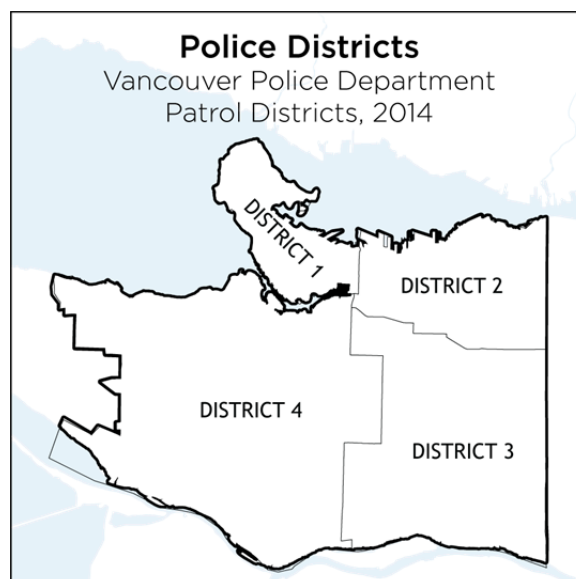 Police Districts
Vancouver Police Department
Patrol Districts, 2014
DISTRICT 1
DISTRICT 2
DISTRICT 4
DISTRICT 3